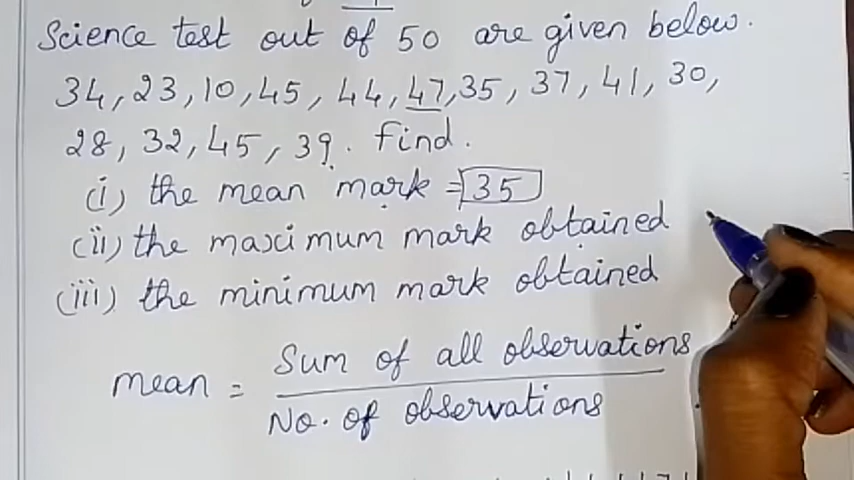 Science test out of 50 are given below.
34, 23, 10, 45, 44, 47, 35, 37, 41, 30,
28, 32, 45, 39. Find.
(i) the mean mark = 35
(ii) the maximum mark obtained
(iii) the minimum mark obtained
mean = Sum of all observations
No. of observations